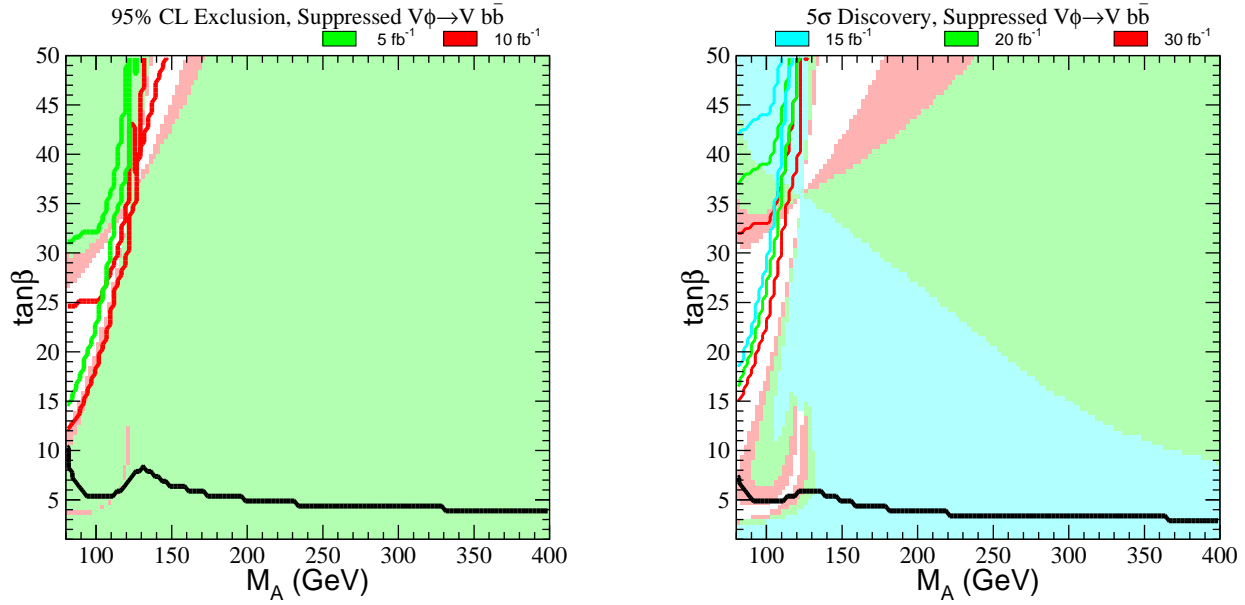 95% CL Exclusion, Suppressed Vϕ→V bb̄
5 fb⁻¹
10 fb⁻¹
50
45
40
35
30
25
20
15
10
5
tanβ
100 150 200 250 300 350 400
M_A (GeV)
5σ Discovery, Suppressed Vϕ→V bb̄
15 fb⁻¹
20 fb⁻¹
30 fb⁻¹
50
45
40
35
30
25
20
15
10
5
tanβ
100 150 200 250 300 350 400
M_A (GeV)